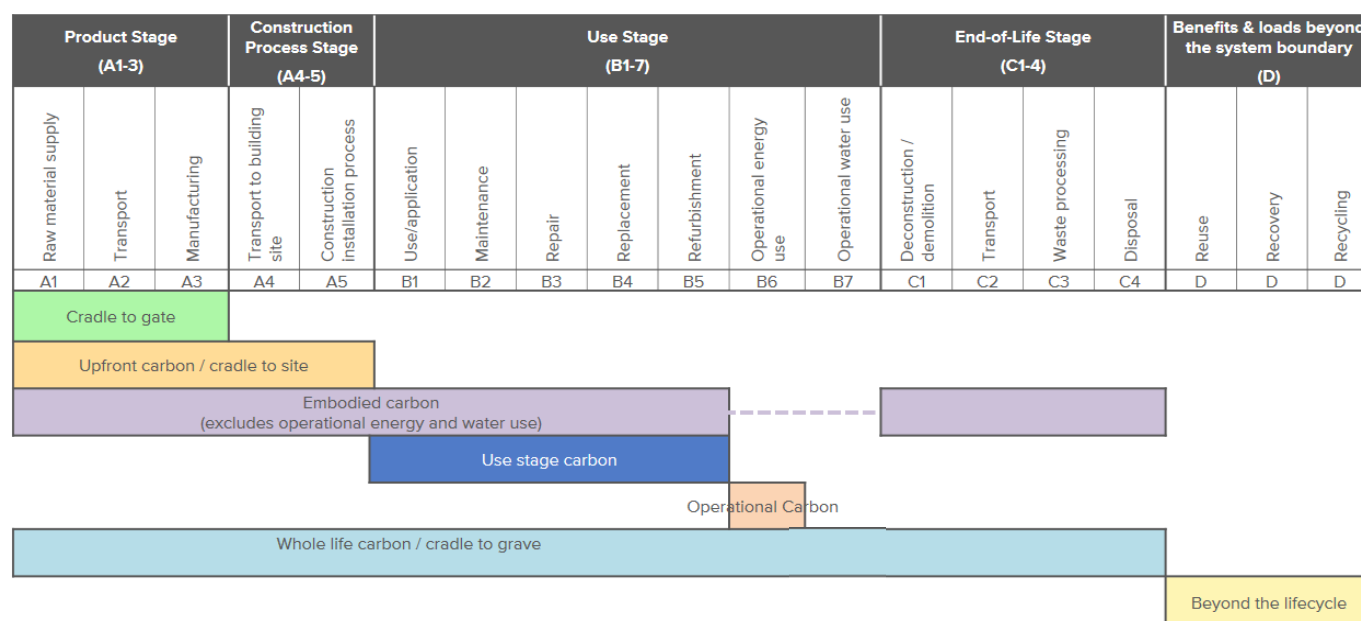 Product Stage
(A1-3)
Construction
Process Stage
(A4-5)
Use Stage
(B1-7)
End-of-Life Stage
(C1-4)
Benefits & loads beyond
the system boundary
(D)
Raw material supply
Transport
Manufacturing
Transport to building
site
Construction
installation process
Use/application
Maintenance
Repair
Replacement
Refurbishment
Operational energy
use
Operational water use
Deconstruction /
demolition
Transport
Waste processing
Disposal
Reuse
Recovery
Recycling
A1 A2 A3 A4 A5 B1 B2 B3 B4 B5 B6 B7 C1 C2 C3 C4 D D D
Cradle to gate
Upfront carbon / cradle to site
Embodied carbon
(excludes operational energy and water use)
Use stage carbon
Operational Carbon
Whole life carbon / cradle to grave
Beyond the lifecycle